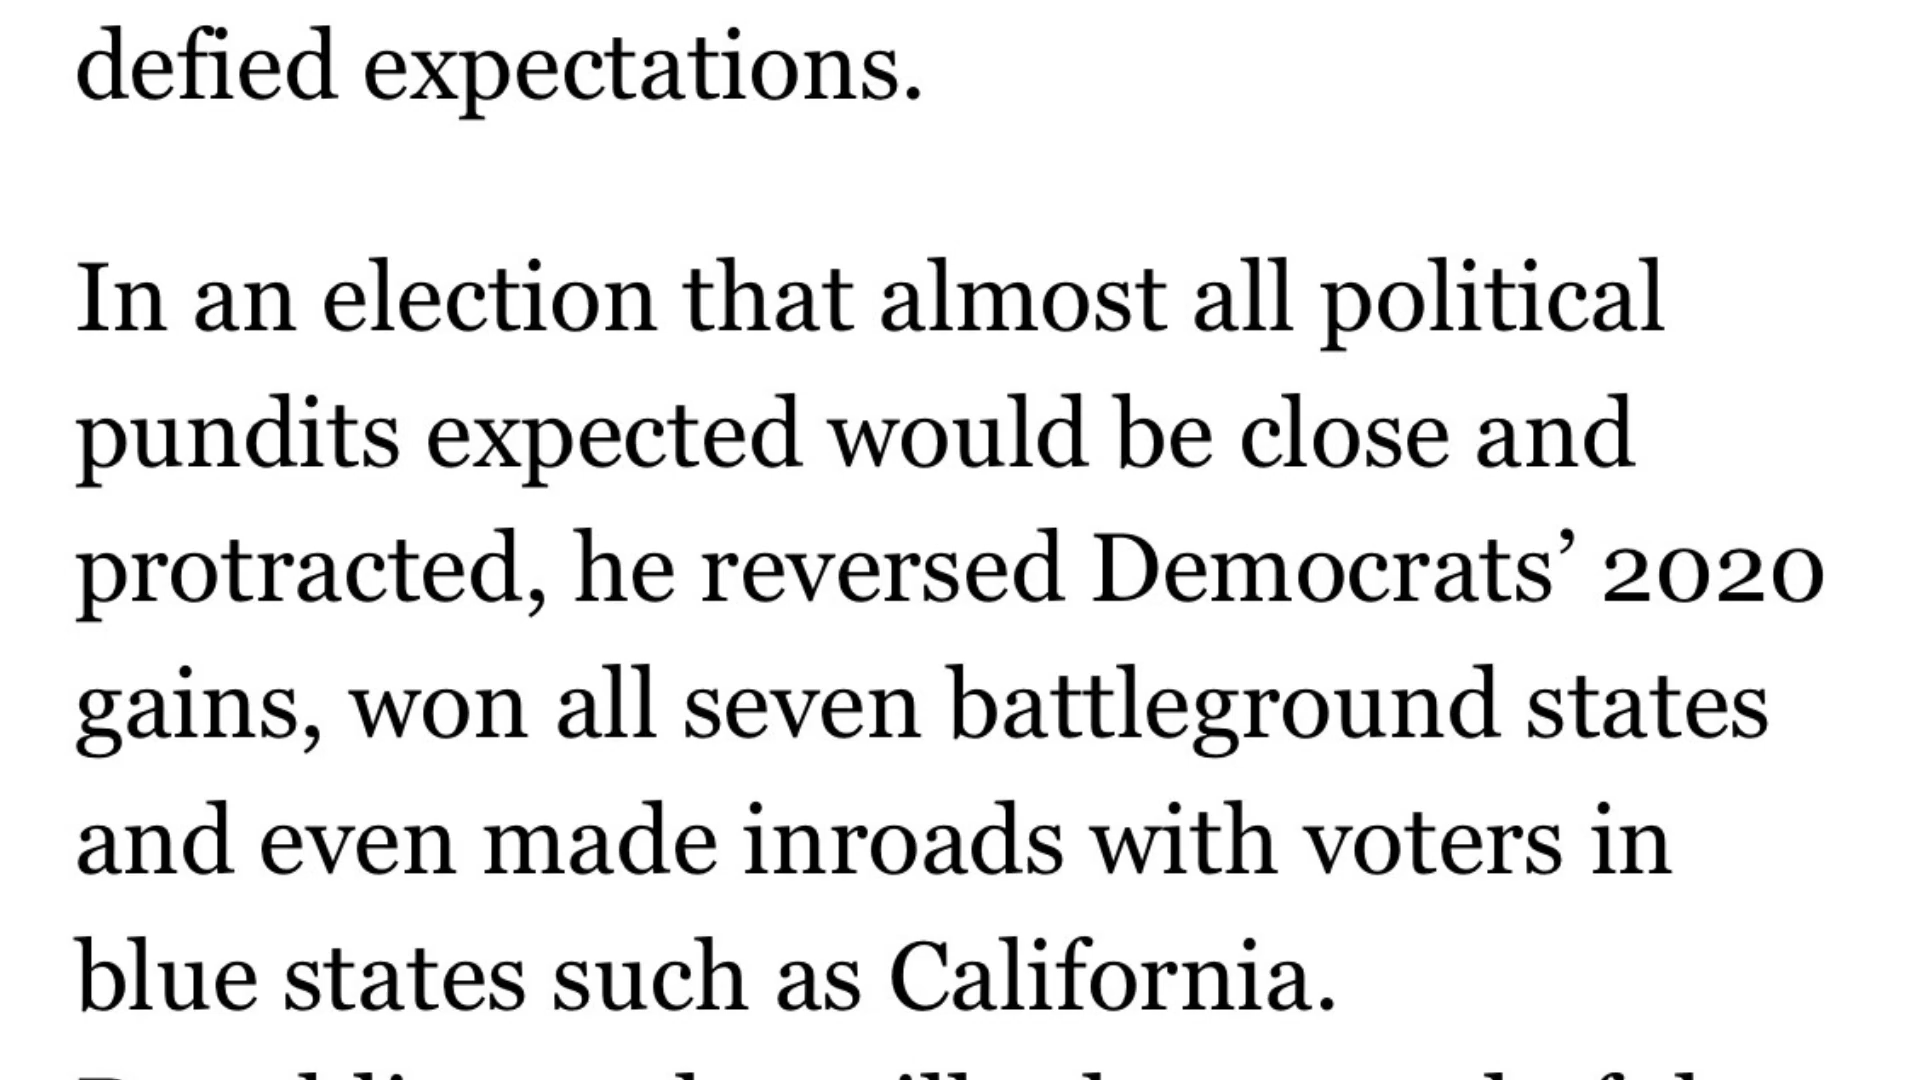 defied expectations.
In an election that almost all political
pundits expected would be close and
protracted, he reversed Democrats’ 2020
gains, won all seven battleground states
and even made inroads with voters in
blue states such as California.